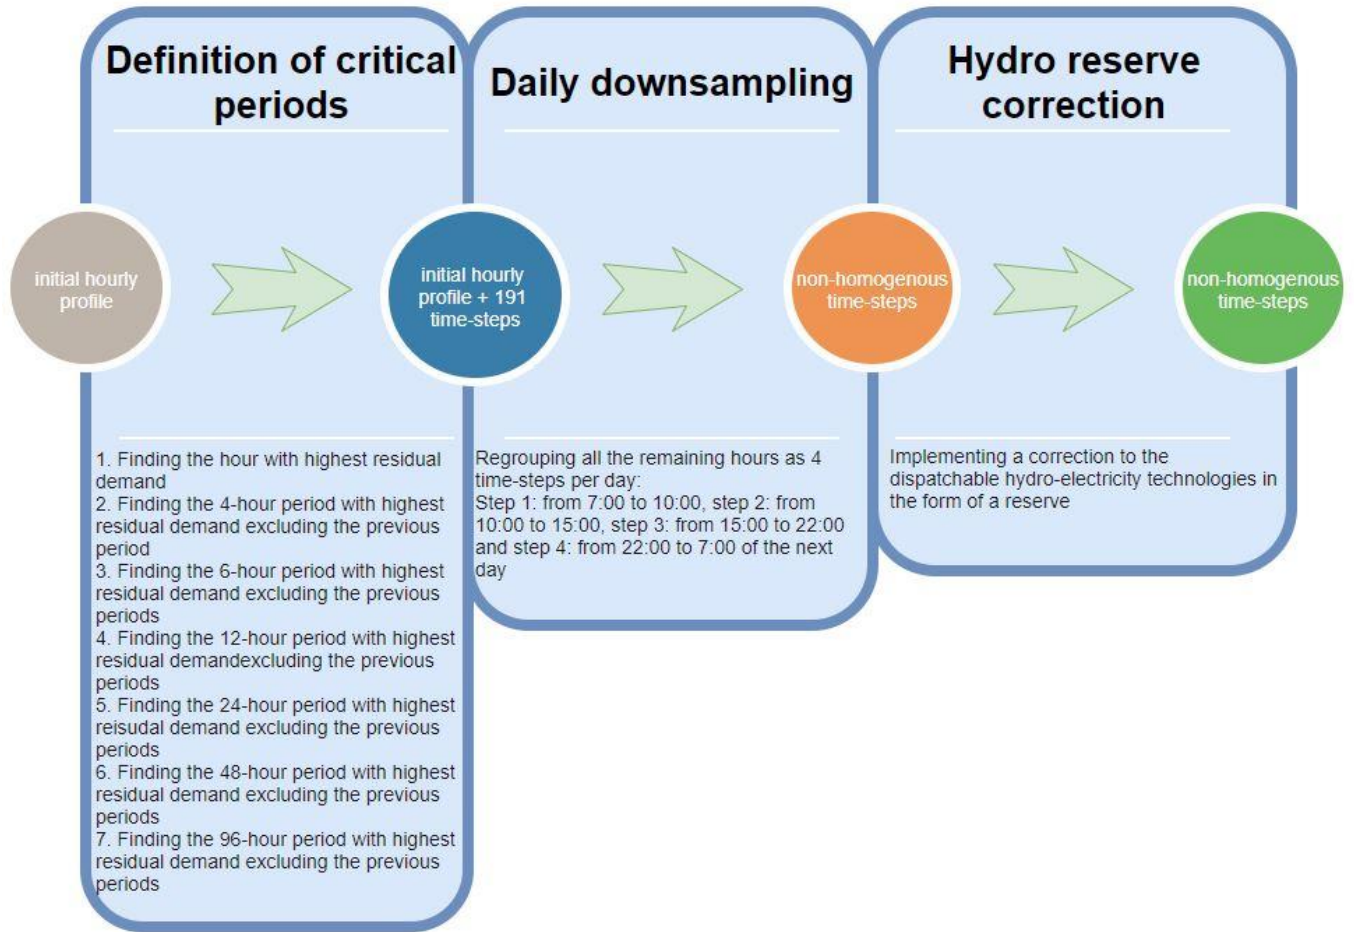 Definition of critical
periods
Daily downsampling
Hydro reserve
correction
initial hourly
profile
initial hourly
profile + 191
time-steps
non-homogenous
time-steps
non-homogenous
time-steps
1. Finding the hour with highest residual
demand
2. Finding the 4-hour period with highest
residual demand excluding the previous
period
3. Finding the 6-hour period with highest
residual demand excluding the previous
periods
4. Finding the 12-hour period with highest
residual demandexcluding the previous
periods
5. Finding the 24-hour period with highest
reisudal demand excluding the previous
periods
6. Finding the 48-hour period with highest
residual demand excluding the previous
periods
7. Finding the 96-hour period with highest
residual demand excluding the previous
periods
Regrouping all the remaining hours as 4
time-steps per day:
Step 1: from 7:00 to 10:00, step 2: from
10:00 to 15:00, step 3: from 15:00 to 22:00
and step 4: from 22:00 to 7:00 of the next
day
Implementing a correction to the
dispatchable hydro-electricity technologies in
the form of a reserve